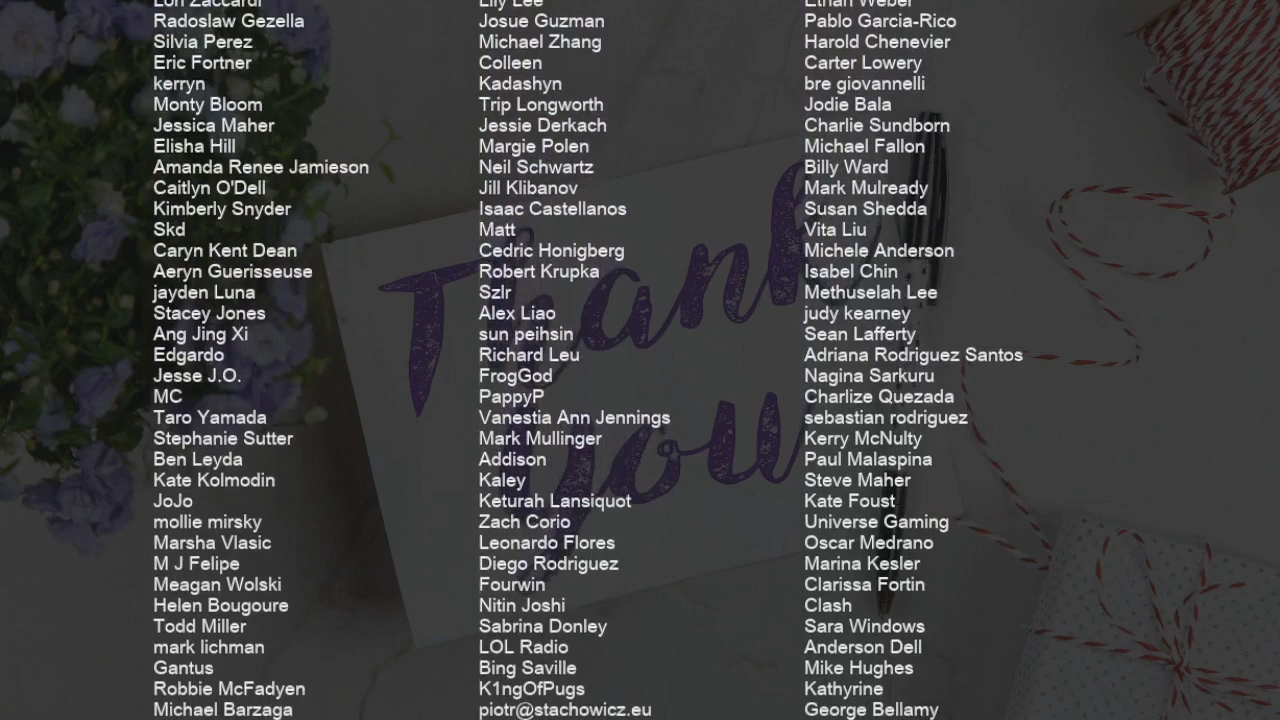 Lori Zaccardi
Radoslaw Gezella
Silvia Perez
Eric Fortner
kerryn
Monty Bloom
Jessica Maher
Elisha Hill
Amanda Renee Jamieson
Caitlyn O'Dell
Kimberly Snyder
Skd
Caryn Kent Dean
Aeryn Guerisseuse
jayden Luna
Stacey Jones
Ang Jing Xi
Edgardo
Jesse J.O.
MC
Taro Yamada
Stephanie Sutter
Ben Leyda
Kate Kolmodin
JoJo
mollie mirsky
Marsha Vlasic
M J Felipe
Meagan Wolski
Helen Bougoure
Todd Miller
mark lichman
Gantus
Robbie McFadyen
Michael Barzaga
Lily Lee
Josue Guzman
Michael Zhang
Colleen
Kadashyn
Trip Longworth
Jessie Derkach
Margie Polen
Neil Schwartz
Jill Klibanov
Isaac Castellanos
Matt
Cedric Honigberg
Robert Krupka
Szlr
Alex Liao
sun peihsin
Richard Leu
FrogGod
PappyP
Vanestia Ann Jennings
Mark Mullinger
Addison
Kaley
Keturah Lansiquot
Zach Corio
Leonardo Flores
Diego Rodriguez
Fourwin
Nitin Joshi
Sabrina Donley
LOL Radio
Bing Saville
K1ngOfPugs
piotr@stachowicz.eu
Ethan Weber
Pablo Garcia-Rico
Harold Chenevier
Carter Lowery
bre giovannelli
Jodie Bala
Charlie Sundborn
Michael Fallon
Billy Ward
Mark Mulready
Susan Shedda
Vita Liu
Michele Anderson
Isabel Chin
Methuselah Lee
judy kearney
Sean Lafferty
Adriana Rodriguez Santos
Nagina Sarkuru
Charlize Quezada
sebastian rodriguez
Kerry McNulty
Paul Malaspina
Steve Maher
Kate Foust
Universe Gaming
Oscar Medrano
Marina Kesler
Clarissa Fortin
Clash
Sara Windows
Anderson Dell
Mike Hughes
Kathyrine
George Bellamy
Thank
you